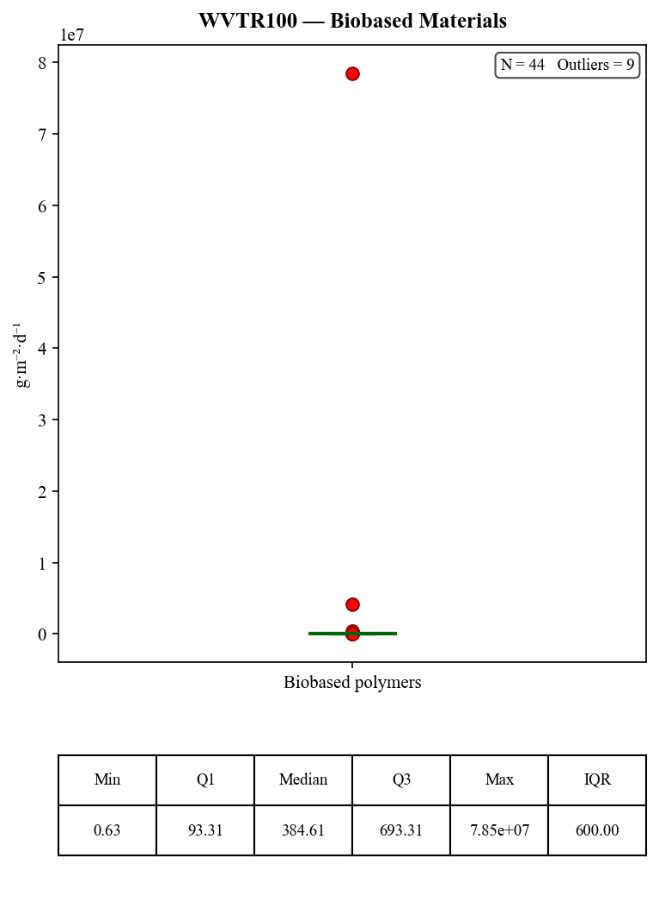 WVTR100 — Biobased Materials
1e7
N = 44   Outliers = 9
8
7
6
5
4
3
2
1
0
g·m⁻²·d⁻¹
Biobased polymers
Min Q1 Median Q3 Max IQR
0.63 93.31 384.61 693.31 7.85e+07 600.00